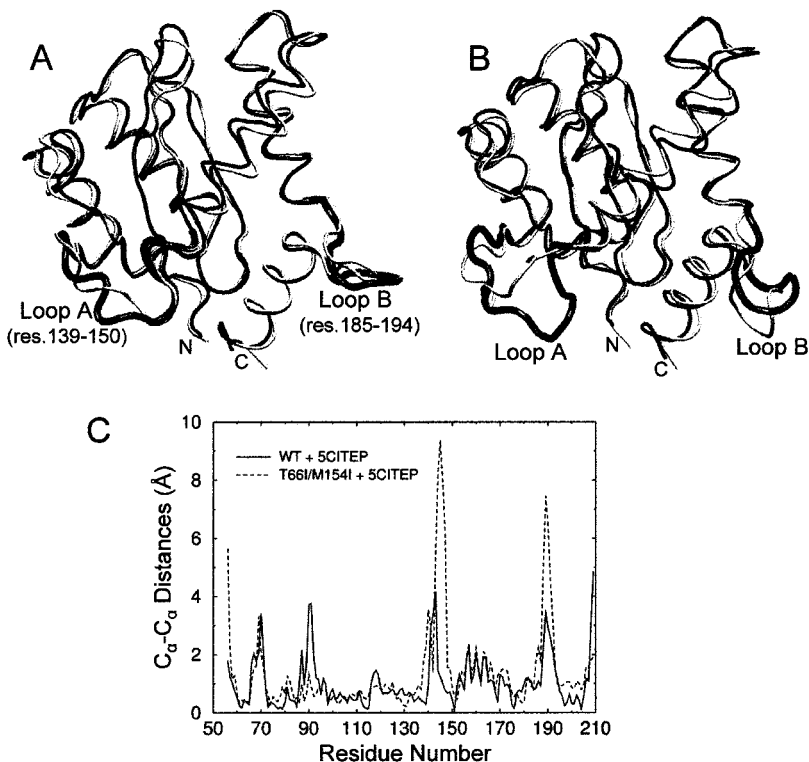 A
B
Loop A
(res.139-150)
N
C
Loop B
(res.185-194)
Loop A
N
C
Loop B
C
WT + 5CITEP
T66I/M154I + 5CITEP
Cα-Cα Distances (Å)
10
8
6
4
2
0
50 70 90 110 130 150 170 190 210
Residue Number